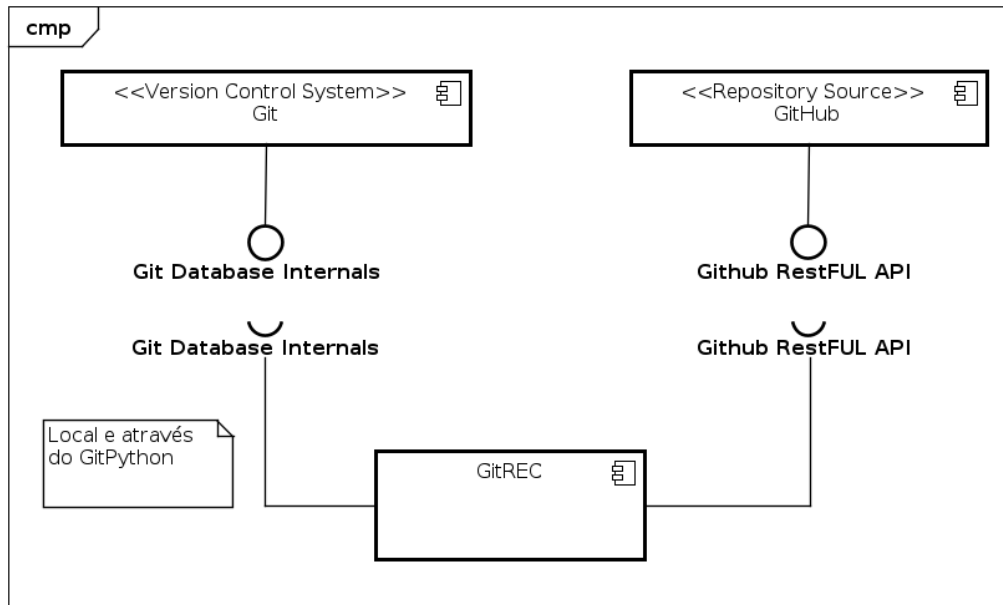 cmp
<<Version Control System>>
Git
<<Repository Source>>
GitHub
Git Database Internals
Github RestFUL API
Git Database Internals
Github RestFUL API
Local e através
do GitPython
GitREC